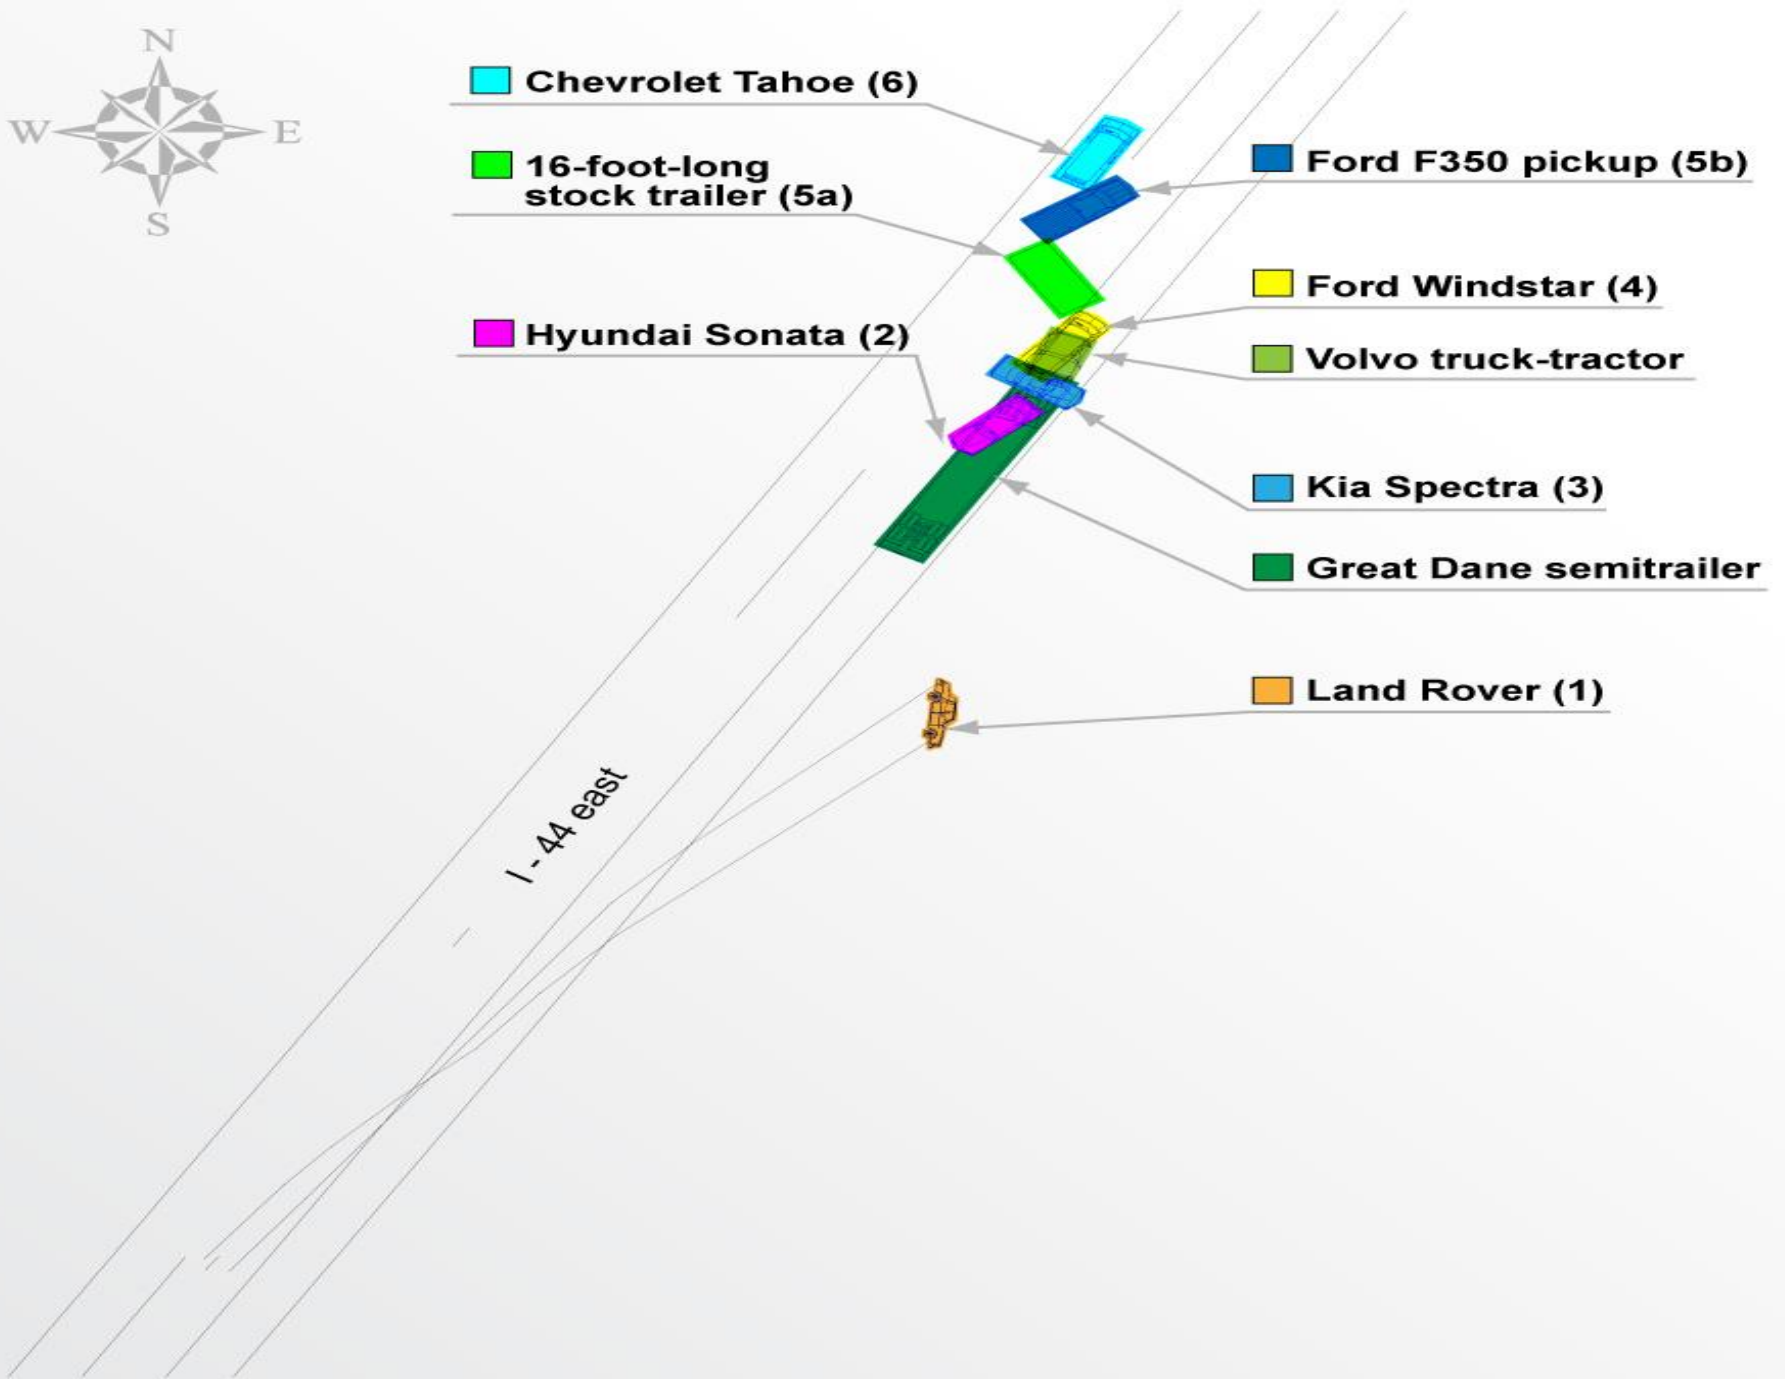 N
W
E
S
Chevrolet Tahoe (6)
16-foot-long
stock trailer (5a)
Hyundai Sonata (2)
Ford F350 pickup (5b)
Ford Windstar (4)
Volvo truck-tractor
Kia Spectra (3)
Great Dane semitrailer
Land Rover (1)
I - 44 east